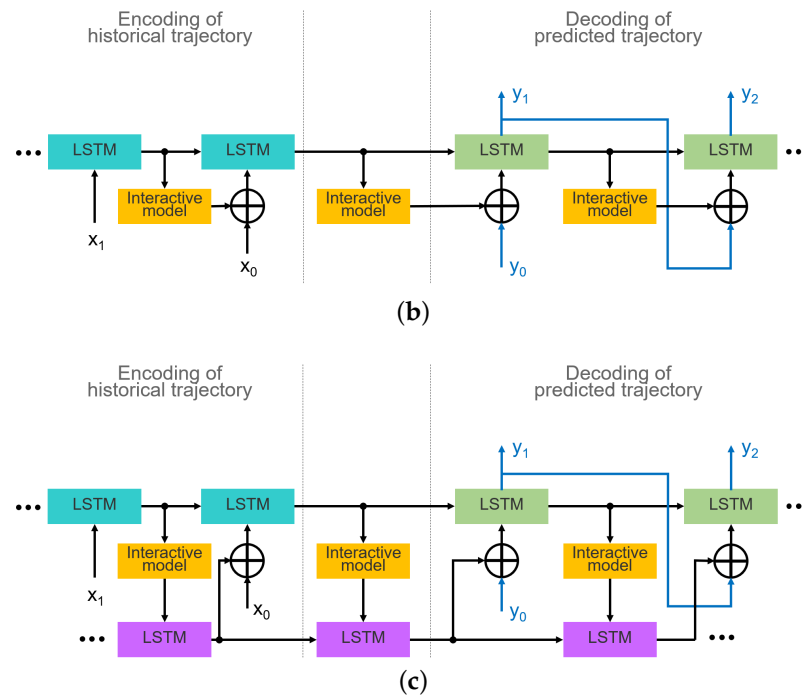 Encoding of
historical trajectory
Decoding of
predicted trajectory
y1
y2
LSTM
LSTM
LSTM
LSTM
Interactive
model
Interactive
model
Interactive
model
x1
x0
y0
(b)
Encoding of
historical trajectory
Decoding of
predicted trajectory
y1
y2
LSTM
LSTM
LSTM
LSTM
Interactive
model
Interactive
model
Interactive
model
x1
x0
y0
LSTM
LSTM
LSTM
(c)